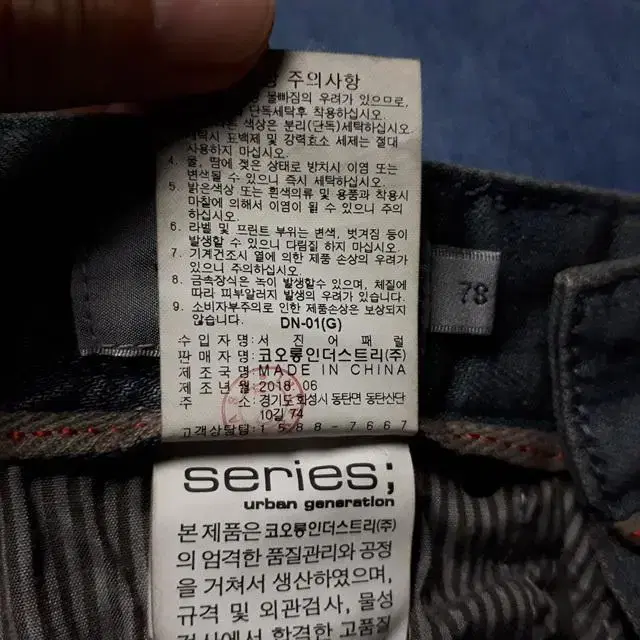 주의사항
물빠짐의 우려가 있으므로,
단독세탁후 착용하십시오.
색상은 분리(단독)세탁하십시오.
세탁시 표백제 및 강력효소 세제는 절대
사용하지 마십시오.
4. 물, 땀에 젖은 상태로 방치시 이염 또는
변색될 우려가 있으니 즉시 세탁하십시오.
5. 밝은색상 또는 흰색의류 및 용품과 착용시
마찰에 의해서 이염이 될 수 있으니 주의
하십시오.
6. 라벨 및 프린트 부위는 변색, 벗겨짐 등이
발생할 수 있으니 다림질 하지 마십시오.
7. 기계건조시 열에 의한 제품 손상의 우려가
있으니 주의하십시오.
8. 금속장식은 녹이 발생할수 있으며, 체질에
따라 피부알러지 발생의 우려가 있습니다.
9. 소비자부주의로 인한 제품손상은 보상되지
않습니다.
DN-01(G)
수입자명:서진어패럴
판매자명:코오롱인더스트리(주)
제조국명:MADE IN CHINA
제조년월:2018.06
주소:경기도 화성시 동탄면 동탄산단
10길 74
고객상담팀:1588-7667
78
series;
urban generation
본 제품은 코오롱인더스트리(주)
의 엄격한 품질관리와 공정
을 거쳐서 생산하였으며,
규격 및 외관검사, 물성
검사에서 합격한 고품질